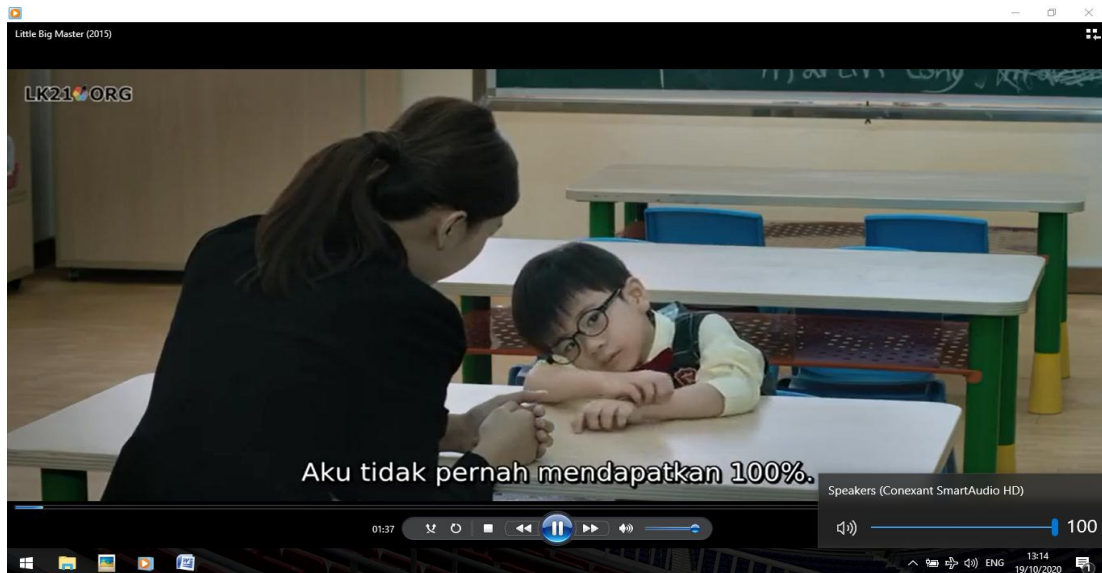 Little Big Master (2015)
LK21 ORG
Aku tidak pernah mendapatkan 100%.
Speakers (Conexant SmartAudio HD)
100
01:37
ENG
13:14
19/10/2020
1